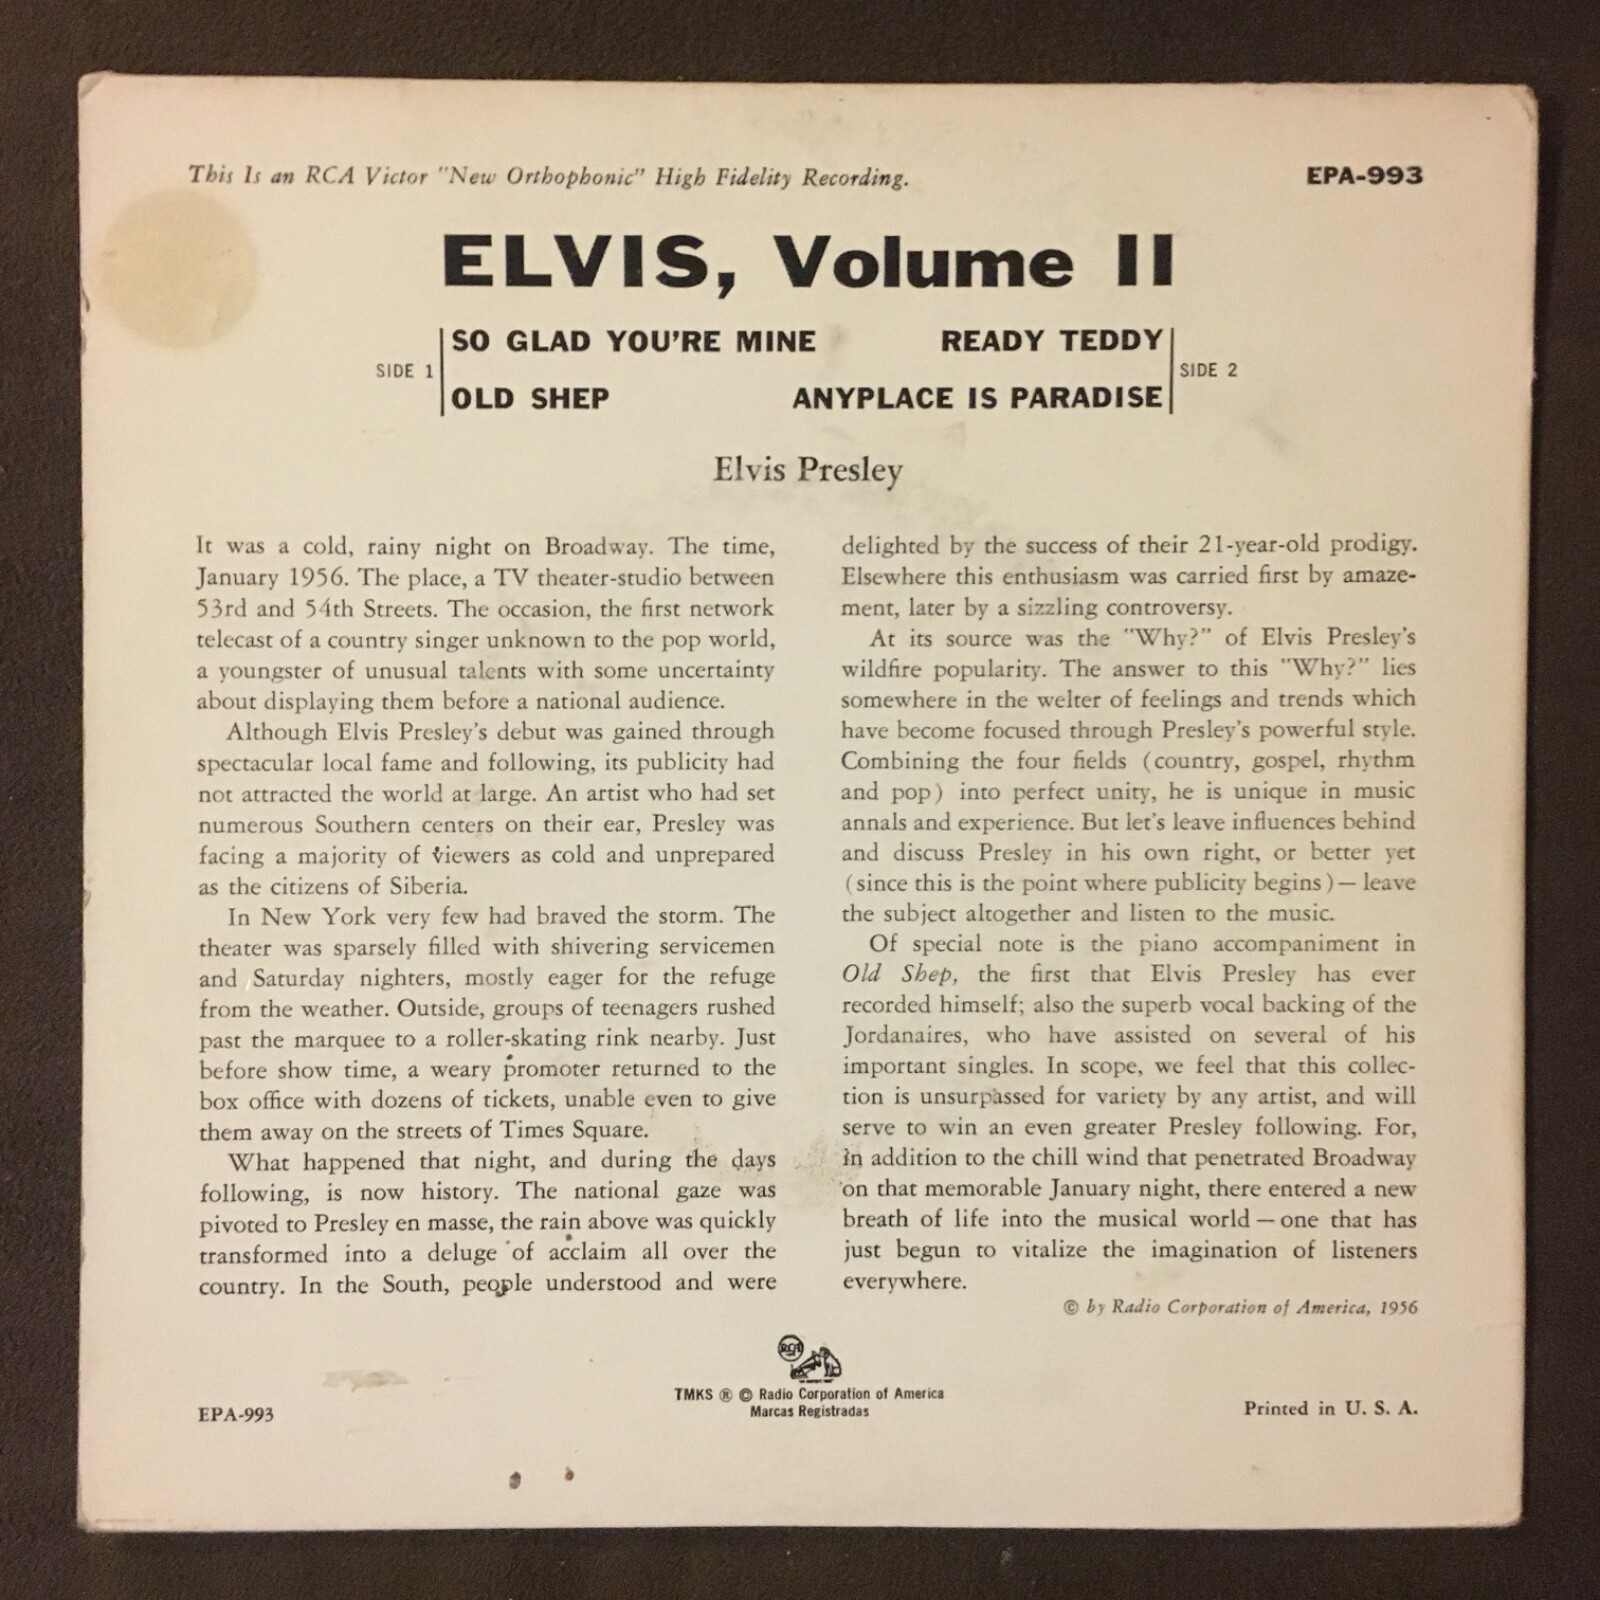 This Is an RCA Victor "New Orthophonic" High Fidelity Recording.
EPA-993
ELVIS, Volume II
SIDE 1
SO GLAD YOU'RE MINE
OLD SHEP
READY TEDDY
ANYPLACE IS PARADISE
SIDE 2
Elvis Presley
It was a cold, rainy night on Broadway. The time,
January 1956. The place, a TV theater-studio between
53rd and 54th Streets. The occasion, the first network
telecast of a country singer unknown to the pop world,
a youngster of unusual talents with some uncertainty
about displaying them before a national audience.
Although Elvis Presley's debut was gained through
spectacular local fame and following, its publicity had
not attracted the world at large. An artist who had set
numerous Southern centers on their ear, Presley was
facing a majority of viewers as cold and unprepared
as the citizens of Siberia.
In New York very few had braved the storm. The
theater was sparsely filled with shivering servicemen
and Saturday nighters, mostly eager for the refuge
from the weather. Outside, groups of teenagers rushed
past the marquee to a roller-skating rink nearby. Just
before show time, a weary promoter returned to the
box office with dozens of tickets, unable even to give
them away on the streets of Times Square.
What happened that night, and during the days
following, is now history. The national gaze was
pivoted to Presley en masse, the rain above was quickly
transformed into a deluge of acclaim all over the
country. In the South, people understood and were
delighted by the success of their 21-year-old prodigy.
Elsewhere this enthusiasm was carried first by amaze-
ment, later by a sizzling controversy.
At its source was the "Why?" of Elvis Presley's
wildfire popularity. The answer to this "Why?" lies
somewhere in the welter of feelings and trends which
have become focused through Presley's powerful style.
Combining the four fields (country, gospel, rhythm
and pop) into perfect unity, he is unique in music
annals and experience. But let's leave influences behind
and discuss Presley in his own right, or better yet
(since this is the point where publicity begins) — leave
the subject altogether and listen to the music.
Of special note is the piano accompaniment in
Old Shep, the first that Elvis Presley has ever
recorded himself; also the superb vocal backing of the
Jordanaires, who have assisted on several of his
important singles. In scope, we feel that this collec-
tion is unsurpassed for variety by any artist, and will
serve to win an even greater Presley following. For,
in addition to the chill wind that penetrated Broadway
on that memorable January night, there entered a new
breath of life into the musical world — one that has
just begun to vitalize the imagination of listeners
everywhere.
© by Radio Corporation of America, 1956
RCA
TMKS ® © Radio Corporation of America
Marcas Registradas
EPA-993
Printed in U. S. A.